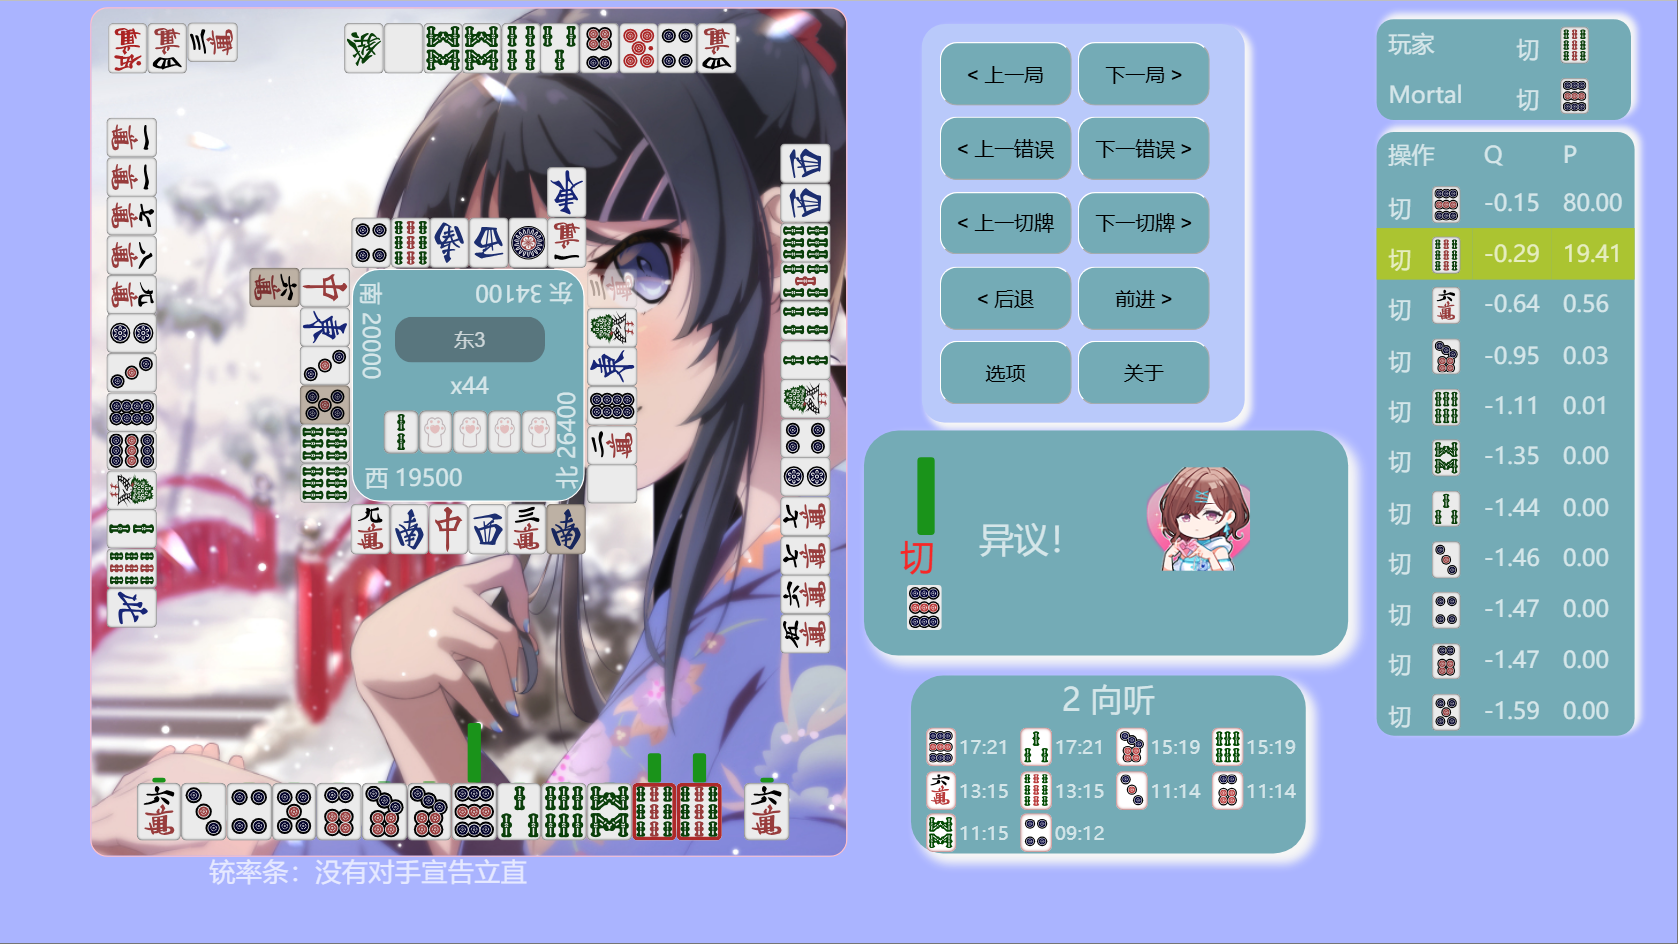 < 上一局
下一局 >
< 上一错误
下一错误 >
< 上一切牌
下一切牌 >
< 后退
前进 >
选项
关于
玩家 切
Mortal 切
操作 Q P
切 -0.15 80.00
切 -0.29 19.41
切 -0.64 0.56
切 -0.95 0.03
切 -1.11 0.01
切 -1.35 0.00
切 -1.44 0.00
切 -1.46 0.00
切 -1.47 0.00
切 -1.47 0.00
切 -1.59 0.00
东 34100
南 20000
东3
x44
北 26400
西 19500
切
异议！
2 向听
17:21 17:21 15:19 15:19
13:15 13:15 11:14 11:14
11:15 09:12
铳率条：没有对手宣告立直